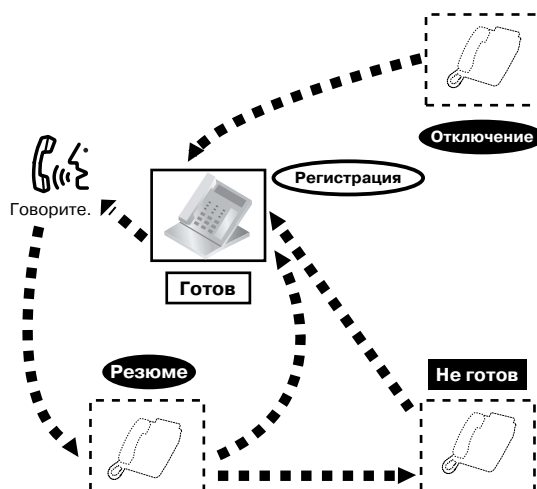 Отключение
Регистрация
Говорите.
Готов
Резюме
Не готов